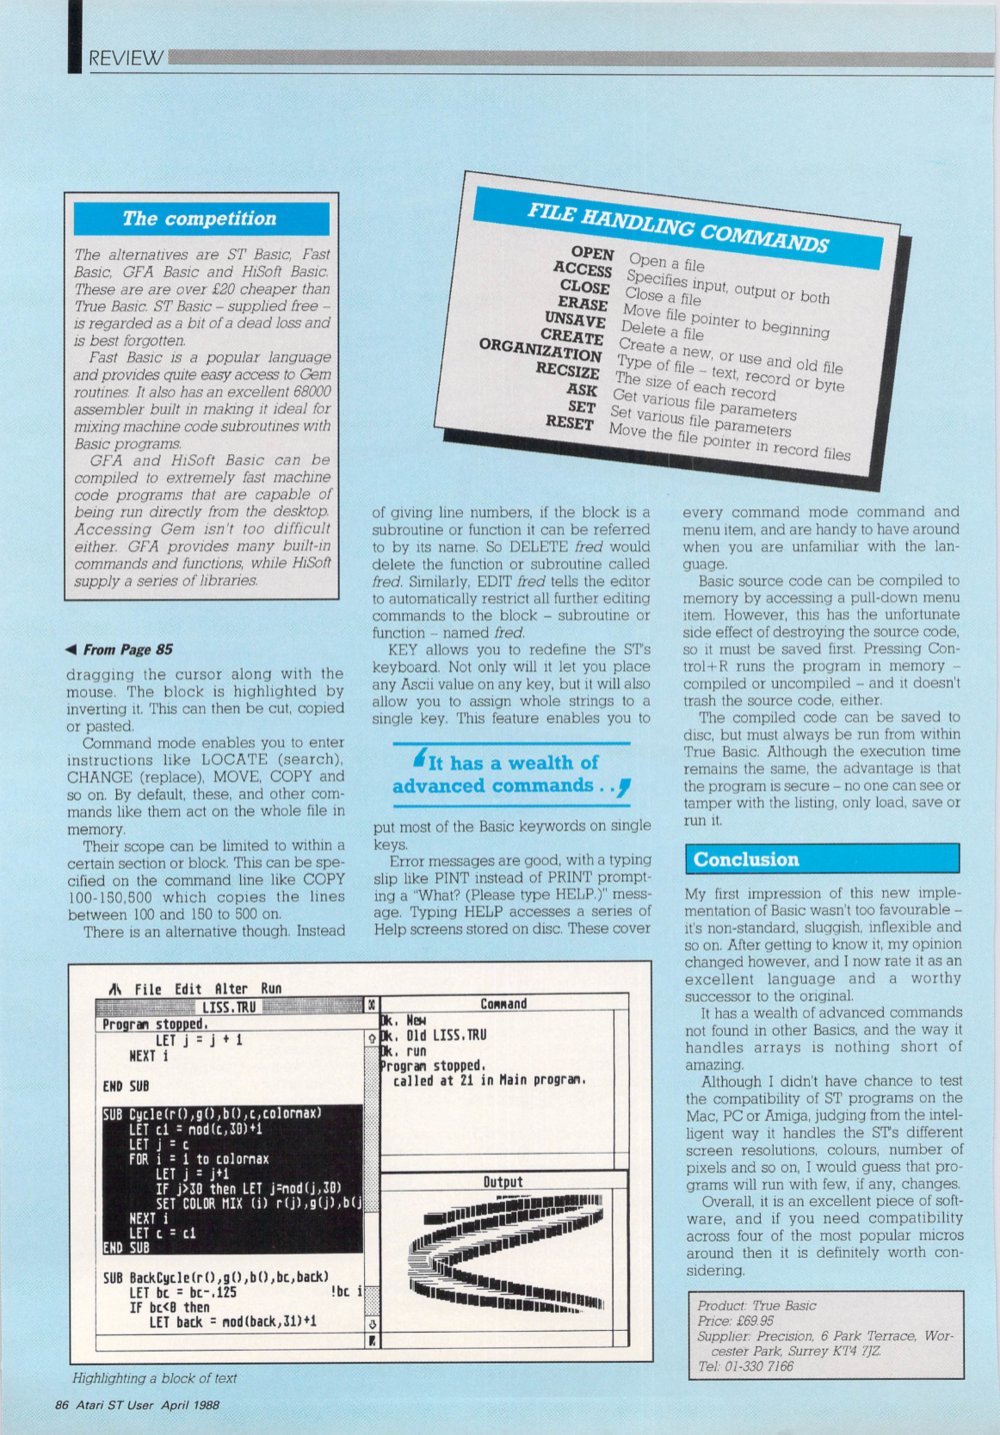 REVIEW
The competition
The alternatives are ST Basic, Fast
Basic, GFA Basic and HiSoft Basic.
These are are over £20 cheaper than
True Basic. ST Basic – supplied free –
is regarded as a bit of a dead loss and
is best forgotten.
Fast Basic is a popular language
and provides quite easy access to Gem
routines. It also has an excellent 68000
assembler built in making it ideal for
mixing machine code subroutines with
Basic programs.
GFA and HiSoft Basic can be
compiled to extremely fast machine
code programs that are capable of
being run directly from the desktop.
Accessing Gem isn't too difficult
either. GFA provides many built-in
commands and functions, while HiSoft
supply a series of libraries.
FILE HANDLING COMMANDS
OPEN Open a file
ACCESS Specifies input, output or both
CLOSE Close a file
ERASE Move file pointer to beginning
UNSAVE Delete a file
CREATE Create a new, or use and old file
ORGANIZATION Type of file – text, record or byte
RECSIZE The size of each record
ASK Get various file parameters
SET Set various file parameters
RESET Move the file pointer in record files
◄ From Page 85
dragging the cursor along with the
mouse. The block is highlighted by
inverting it. This can then be cut, copied
or pasted.
Command mode enables you to enter
instructions like LOCATE (search),
CHANGE (replace), MOVE, COPY and
so on. By default, these, and other com-
mands like them act on the whole file in
memory.
Their scope can be limited to within a
certain section or block. This can be spe-
cified on the command line like COPY
100-150,500 which copies the lines
between 100 and 150 to 500 on.
There is an alternative though. Instead
of giving line numbers, if the block is a
subroutine or function it can be referred
to by its name. So DELETE fred would
delete the function or subroutine called
fred. Similarly, EDIT fred tells the editor
to automatically restrict all further editing
commands to the block – subroutine or
function – named fred.
KEY allows you to redefine the ST's
keyboard. Not only will it let you place
any Ascii value on any key, but it will also
allow you to assign whole strings to a
single key. This feature enables you to
‘It has a wealth of
advanced commands . .’
put most of the Basic keywords on single
keys.
Error messages are good, with a typing
slip like PINT instead of PRINT prompt-
ing a "What? (Please type HELP.)" mess-
age. Typing HELP accesses a series of
Help screens stored on disc. These cover
every command mode command and
menu item, and are handy to have around
when you are unfamiliar with the lan-
guage.
Basic source code can be compiled to
memory by accessing a pull-down menu
item. However, this has the unfortunate
side effect of destroying the source code,
so it must be saved first. Pressing Con-
trol+R runs the program in memory –
compiled or uncompiled – and it doesn't
trash the source code, either.
The compiled code can be saved to
disc, but must always be run from within
True Basic. Although the execution time
remains the same, the advantage is that
the program is secure – no one can see or
tamper with the listing, only load, save or
run it.
Conclusion
My first impression of this new imple-
mentation of Basic wasn't too favourable –
it's non-standard, sluggish, inflexible and
so on. After getting to know it, my opinion
changed however, and I now rate it as an
excellent language and a worthy
successor to the original.
It has a wealth of advanced commands
not found in other Basics, and the way it
handles arrays is nothing short of
amazing.
Although I didn't have chance to test
the compatibility of ST programs on the
Mac, PC or Amiga, judging from the intel-
ligent way it handles the ST's different
screen resolutions, colours, number of
pixels and so on, I would guess that pro-
grams will run with few, if any, changes.
Overall, it is an excellent piece of soft-
ware, and if you need compatibility
across four of the most popular micros
around then it is definitely worth con-
sidering.
Product: True Basic
Price: £69.95
Supplier: Precision, 6 Park Terrace, Wor-
cester Park, Surrey KT4 7JZ.
Tel: 01-330 7166
File Edit Alter Run
LISS.TRU
Program stopped.
LET j = j + 1
NEXT i
END SUB
SUB Cycle(r(),g(),b(),c,colormax)
LET c1 = mod(c,30)+1
LET j = c
FOR i = 1 to colormax
LET j = j+1
IF j>30 then LET j=mod(j,30)
SET COLOR MIX (i) r(j),g(j),b(j
NEXT i
LET c = c1
END SUB
SUB BackCycle(r(),g(),b(),bc,back)
LET bc = bc-.125 !bc i
IF bc<0 then
LET back = mod(back,31)+1
Command
Ok. New
Ok. Old LISS.TRU
Ok. run
Program stopped.
called at 21 in Main program.
Output
Highlighting a block of text
86 Atari ST User April 1988